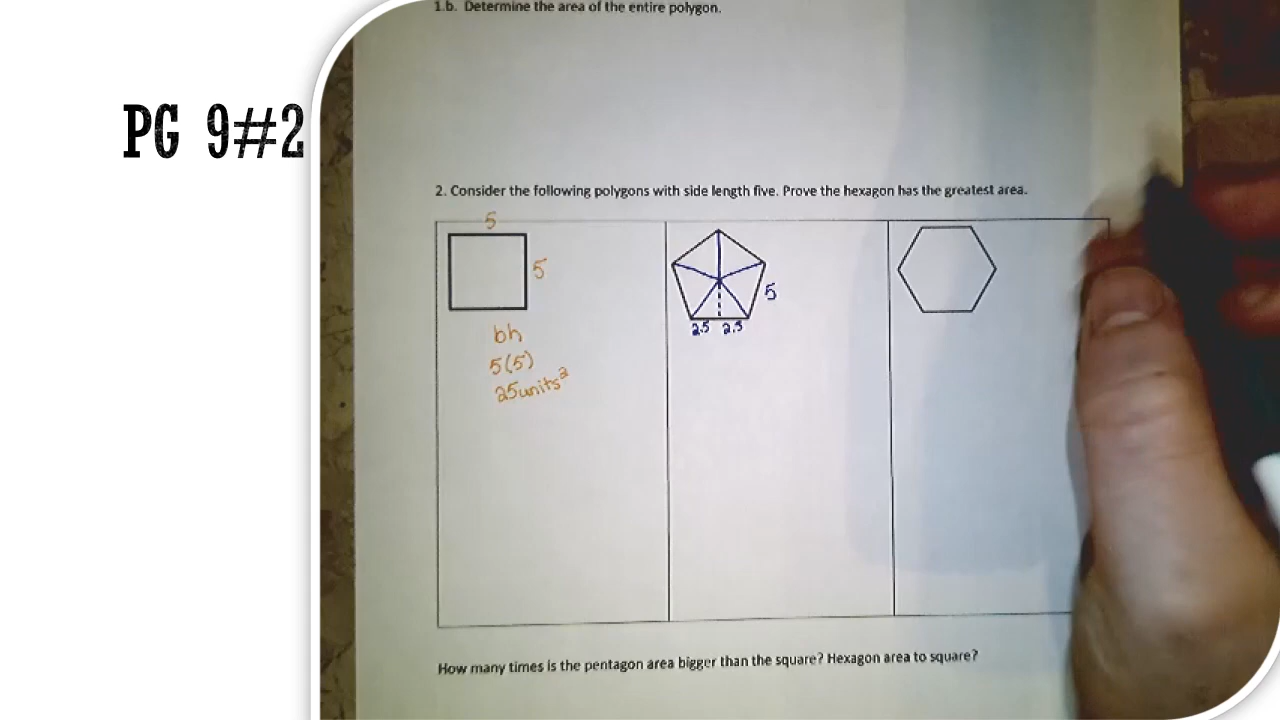 PG 9#2
1.b. Determine the area of the entire polygon.
2. Consider the following polygons with side length five. Prove the hexagon has the greatest area.
5
5
bh
5(5)
25units²
5
2.5 2.5
How many times is the pentagon area bigger than the square? Hexagon area to square?